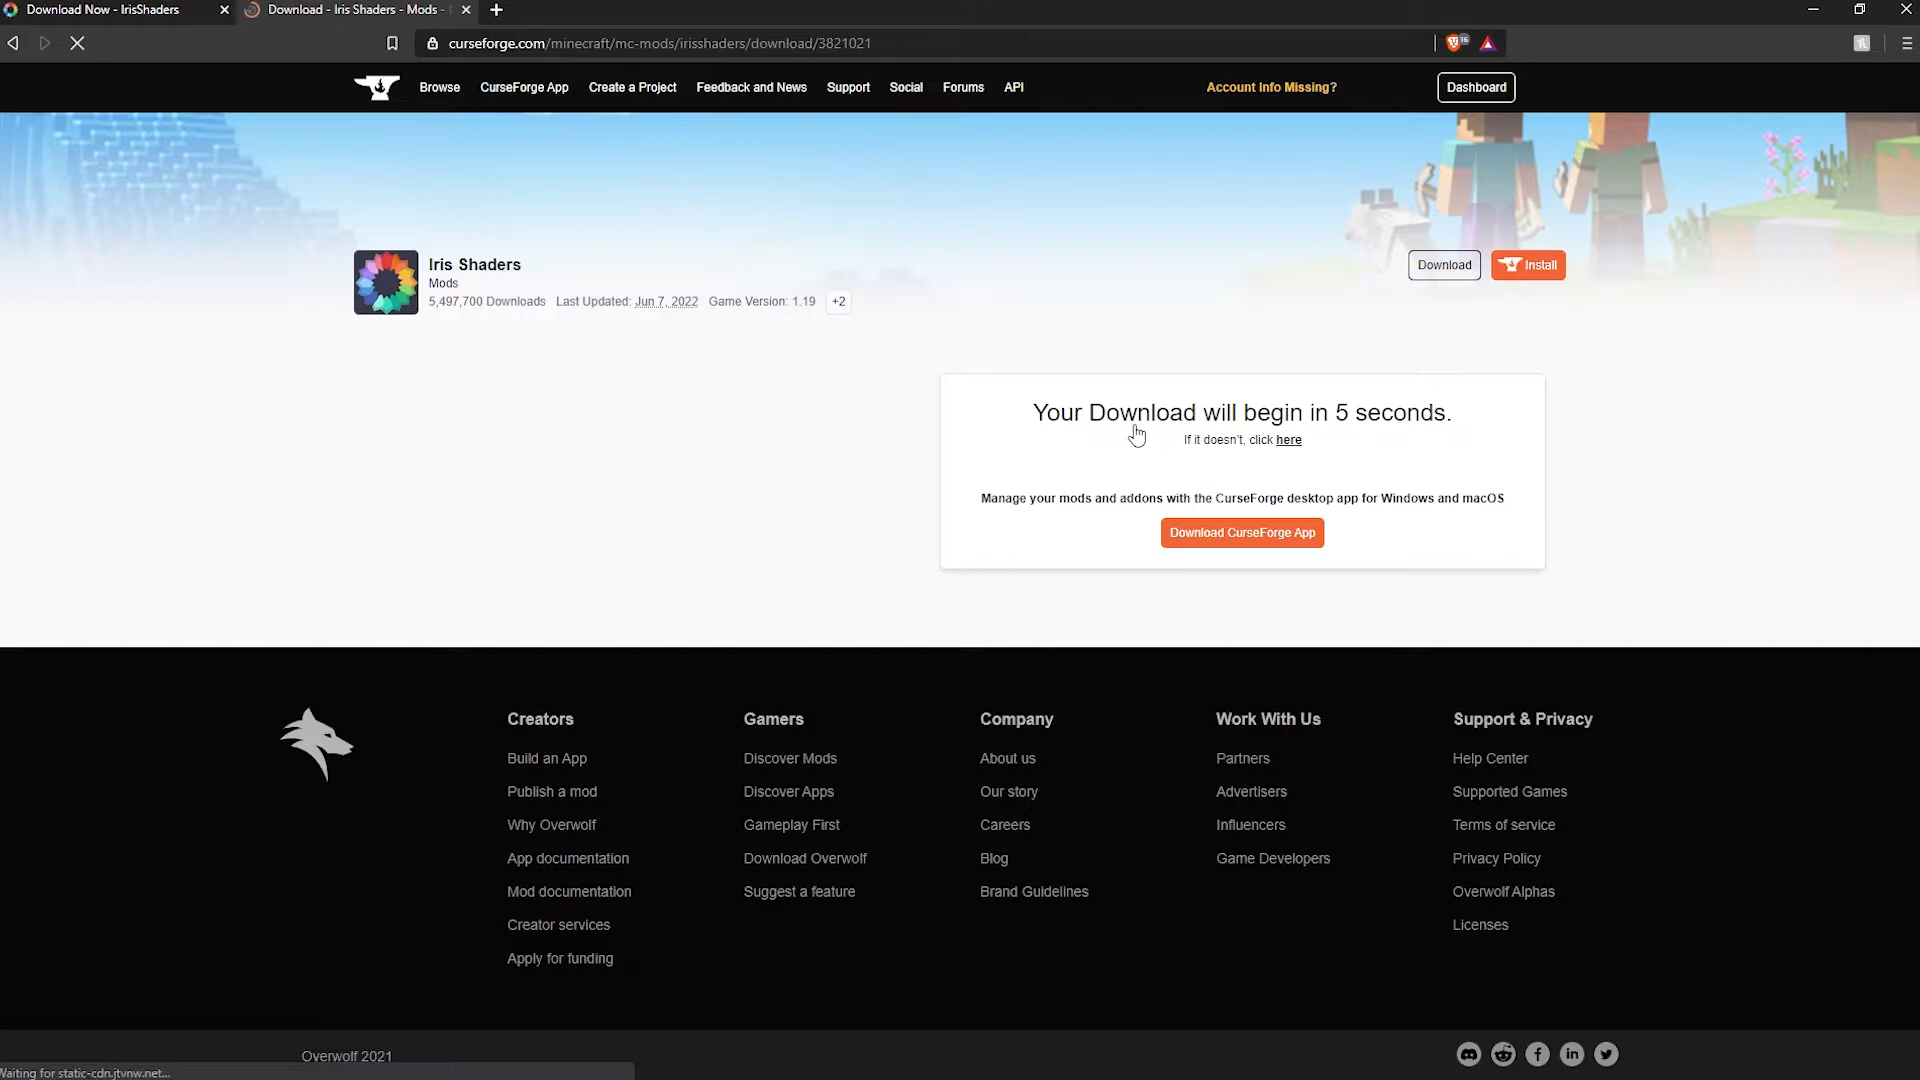 Download Now - IrisShaders
Download - Iris Shaders - Mods -
curseforge.com/minecraft/mc-mods/irisshaders/download/3821021
16
Browse CurseForge App Create a Project Feedback and News Support Social Forums API Account Info Missing? Dashboard
Iris Shaders
Mods
5,497,700 Downloads Last Updated: Jun 7, 2022 Game Version: 1.19 +2
Download Install
Your Download will begin in 5 seconds.
If it doesn't, click here
Manage your mods and addons with the CurseForge desktop app for Windows and macOS
Download CurseForge App
Creators
Build an App
Publish a mod
Why Overwolf
App documentation
Mod documentation
Creator services
Apply for funding
Gamers
Discover Mods
Discover Apps
Gameplay First
Download Overwolf
Suggest a feature
Company
About us
Our story
Careers
Blog
Brand Guidelines
Work With Us
Partners
Advertisers
Influencers
Game Developers
Support & Privacy
Help Center
Supported Games
Terms of service
Privacy Policy
Overwolf Alphas
Licenses
Overwolf 2021
Waiting for static-cdn.jtvnw.net...